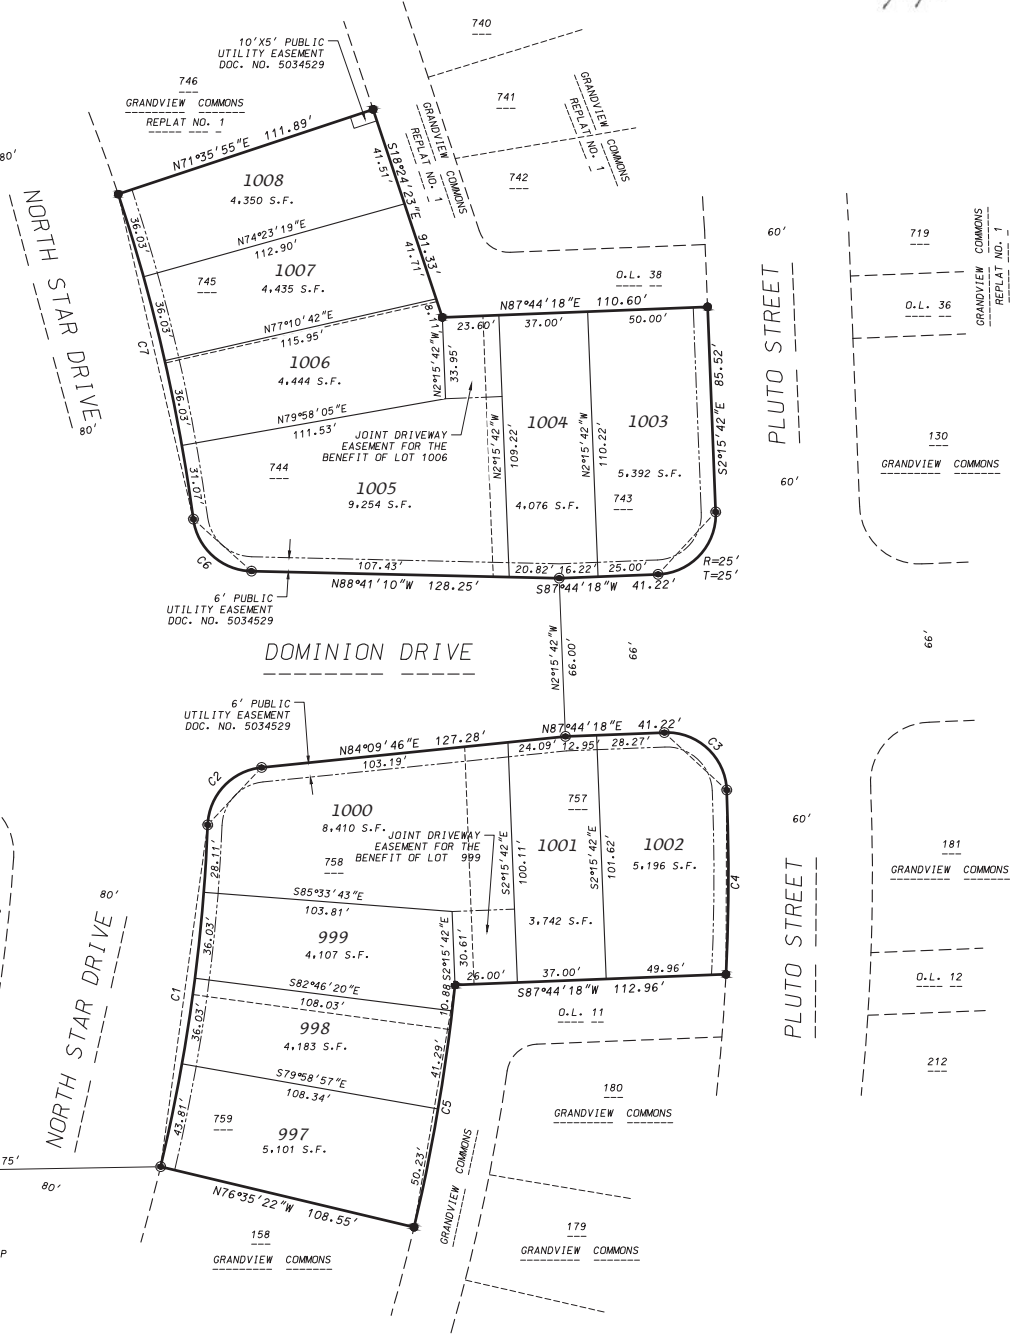 740
10'X5' PUBLIC
UTILITY EASEMENT
DOC. NO. 5034529
746
GRANDVIEW COMMONS
REPLAT NO. 1
741
GRANDVIEW COMMONS
REPLAT NO. 1
GRANDVIEW COMMONS
REPLAT NO. 1
742
80'
NORTH STAR DRIVE
80'
N71°35'55"E 111.89'
S18°24'23"E 91.33'
41.51'
41.71'
8.11'
1008
4,350 S.F.
36.03'
N74°23'19"E
112.90'
745
1007
4,435 S.F.
36.03'
C7
N77°10'42"E
115.95'
1006
4,444 S.F.
36.03'
N79°58'05"E
111.53'
N2°15'42"W
33.95'
31.07'
JOINT DRIVEWAY
EASEMENT FOR THE
BENEFIT OF LOT 1006
744
1005
9,254 S.F.
C6
O.L. 38
N87°44'18"E 110.60'
23.60'
37.00'
50.00'
N2°15'42"W
109.22'
1004
4,076 S.F.
N2°15'42"W
110.22'
1003
5,392 S.F.
743
S2°15'42"E 85.52'
R=25'
T=25'
107.43'
20.82'
16.22'
25.00'
N88°41'10"W 128.25'
S87°44'18"W 41.22'
6' PUBLIC
UTILITY EASEMENT
DOC. NO. 5034529
60'
PLUTO STREET
60'
719
GRANDVIEW COMMONS
REPLAT NO. 1
O.L. 36
130
GRANDVIEW COMMONS
DOMINION DRIVE
N2°15'42"W
66.00'
66'
66'
6' PUBLIC
UTILITY EASEMENT
DOC. NO. 5034529
N84°09'46"E 127.28'
N87°44'18"E 41.22'
103.19'
24.09'
12.95'
28.27'
C2
C3
1000
8,410 S.F.
JOINT DRIVEWAY
EASEMENT FOR THE
BENEFIT OF LOT 999
757
758
28.11'
S2°15'42"E
100.11'
1001
3,742 S.F.
S2°15'42"E
101.62'
1002
5,196 S.F.
C4
60'
PLUTO STREET
181
GRANDVIEW COMMONS
S85°33'43"E
103.81'
36.03'
999
4,107 S.F.
S2°15'42"E
30.61'
10.88
26.00'
37.00'
49.96'
S87°44'18"W 112.96'
O.L. 11
O.L. 12
S82°46'20"E
108.03'
C1
36.03'
998
4,183 S.F.
41.29'
C5
S79°58'57"E
108.34'
43.81'
759
997
5,101 S.F.
50.23'
N76°35'22"W 108.55'
80'
NORTH STAR DRIVE
75'
80'
212
180
GRANDVIEW COMMONS
GRANDVIEW COMMONS
158
GRANDVIEW COMMONS
179
GRANDVIEW COMMONS
P